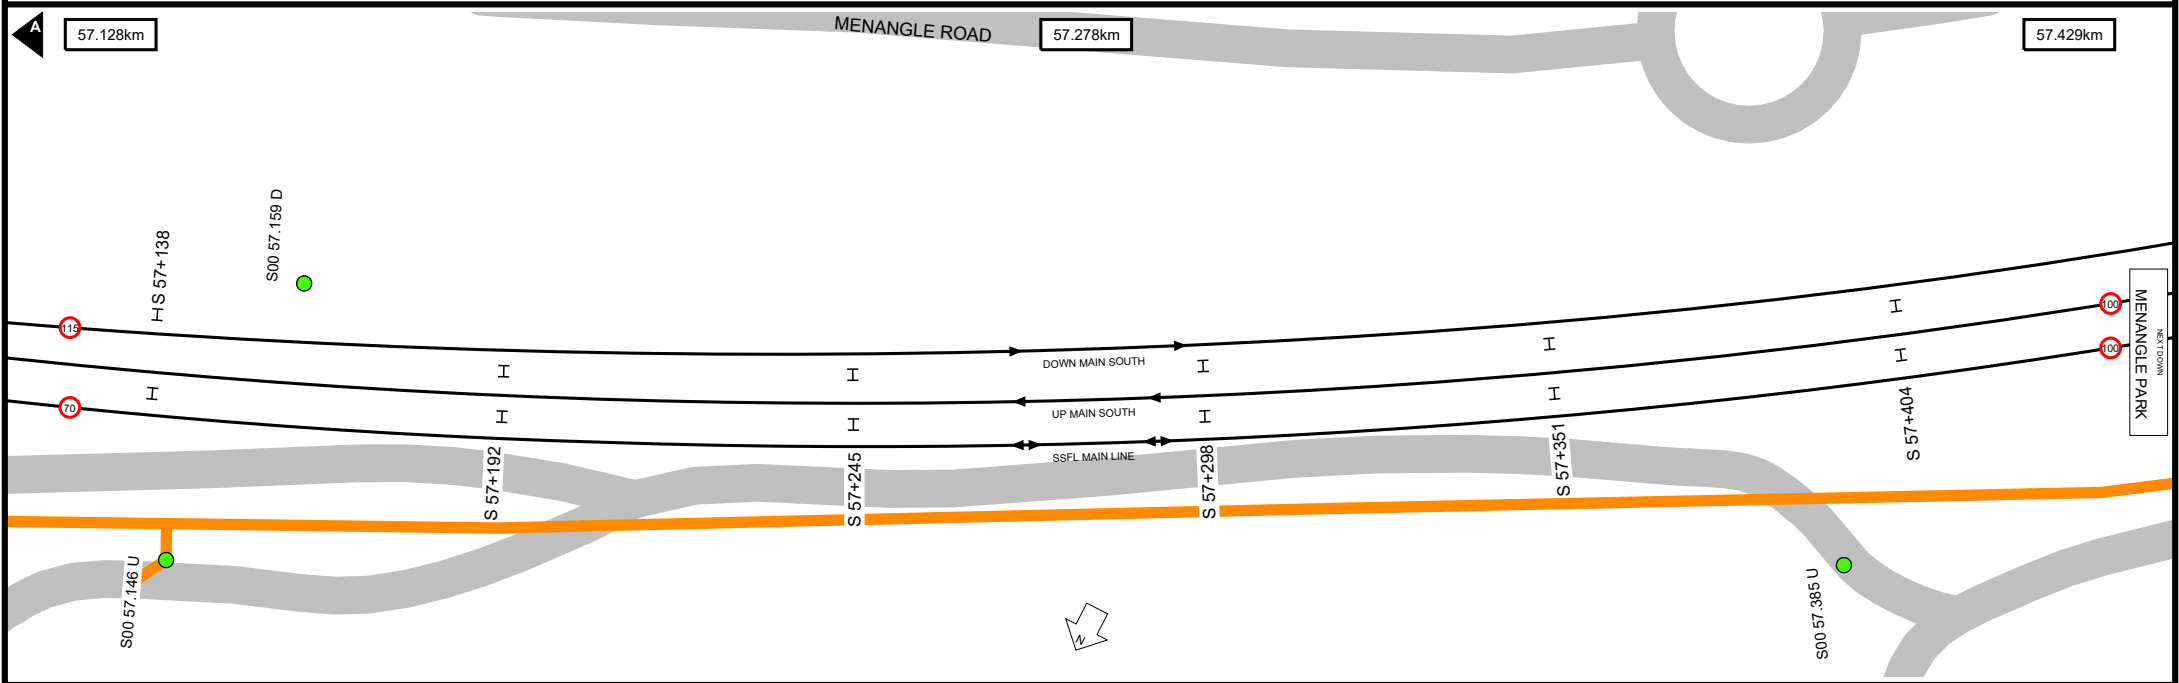 A
57.128km
MENANGLE ROAD
57.278km
57.429km
S00 57.159 D
H S 57+138
115
100
100
70
DOWN MAIN SOUTH
UP MAIN SOUTH
SSFL MAIN LINE
MENANGLE PARK
NEXT DOWN
S 57+192
S 57+245
S 57+298
S 57+351
S 57+404
S00 57.146 U
S00 57.385 U
N